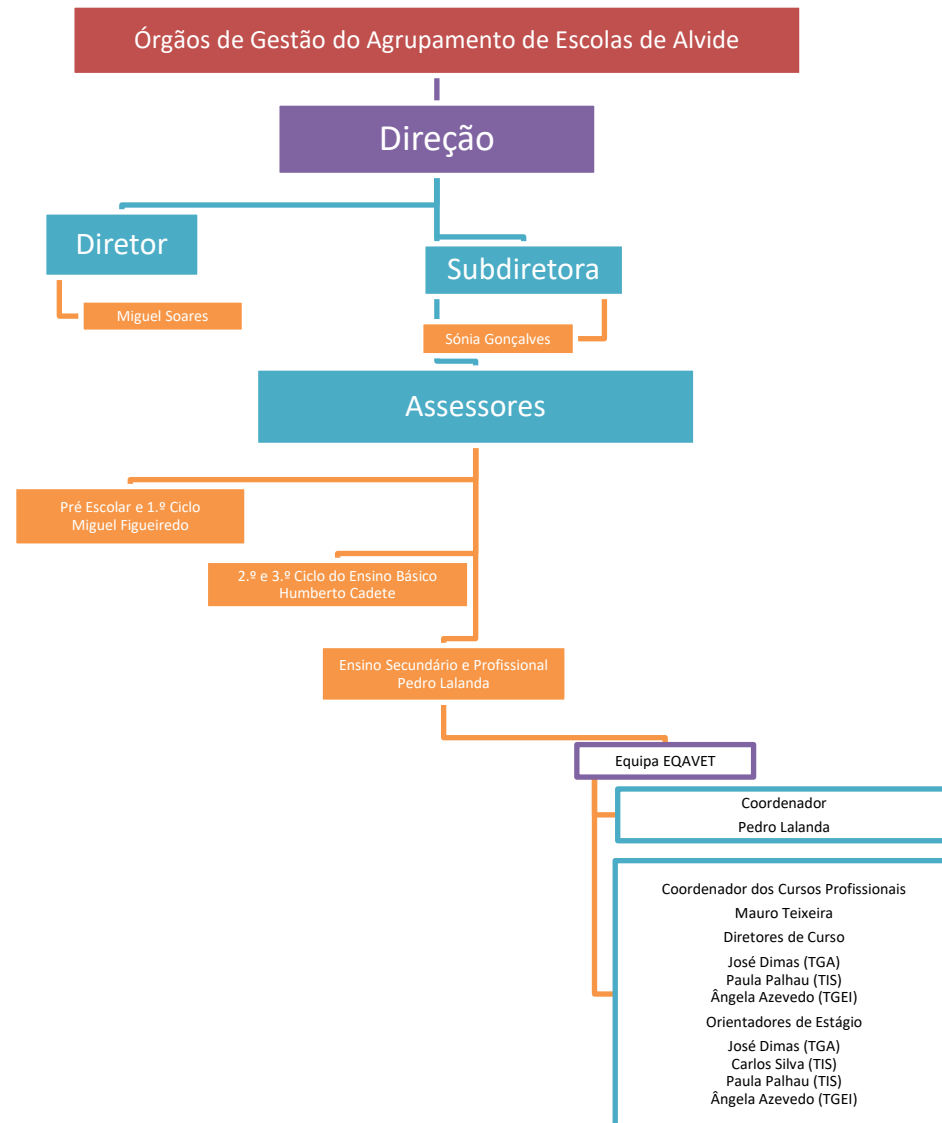 Órgãos de Gestão do Agrupamento de Escolas de Alvide
Direção
Diretor
Miguel Soares
Subdiretora
Sónia Gonçalves
Assessores
Pré Escolar e 1.º Ciclo
Miguel Figueiredo
2.º e 3.º Ciclo do Ensino Básico
Humberto Cadete
Ensino Secundário e Profissional
Pedro Lalanda
Equipa EQAVET
Coordenador
Pedro Lalanda
Coordenador dos Cursos Profissionais
Mauro Teixeira
Diretores de Curso
José Dimas (TGA)
Paula Palhau (TIS)
Ângela Azevedo (TGEI)
Orientadores de Estágio
José Dimas (TGA)
Carlos Silva (TIS)
Paula Palhau (TIS)
Ângela Azevedo (TGEI)